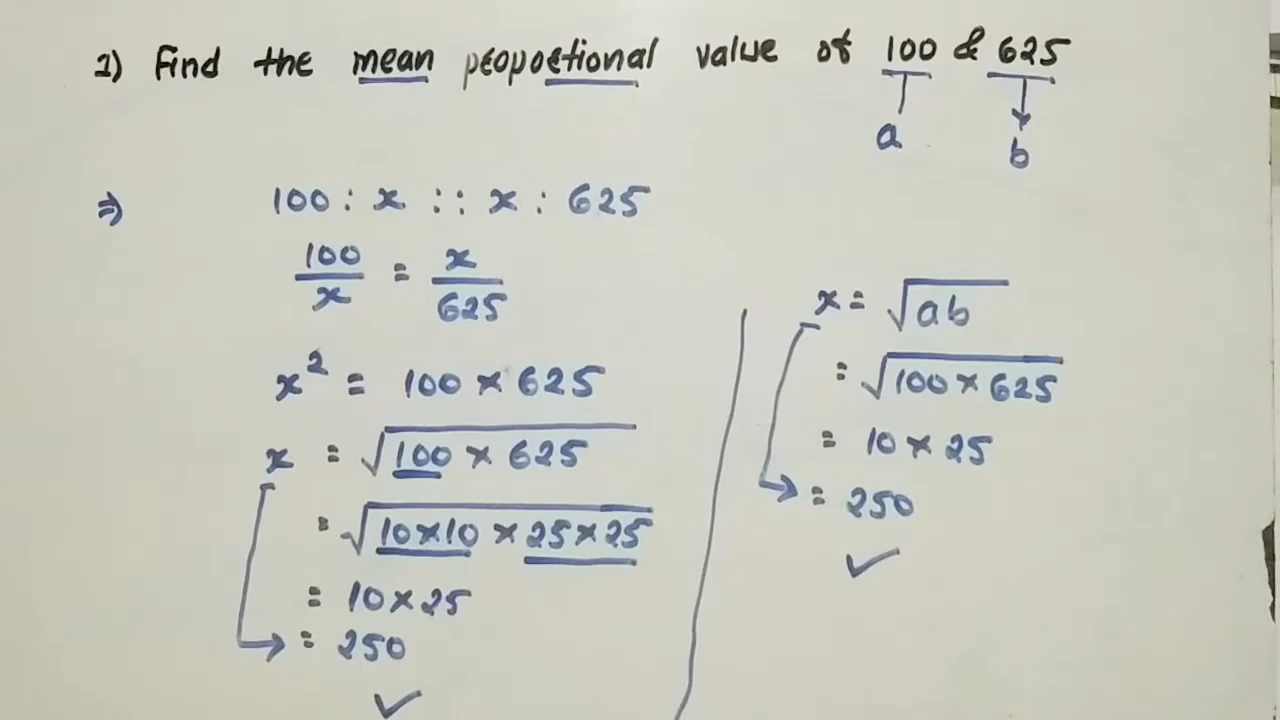 1) Find the mean propotional value of 100 & 625
a
b
⇒ 100 : x :: x : 625
100/x = x/625
x² = 100 × 625
x = √100 × 625
= √10×10 × 25×25
= 10×25
= 250
x = √ab
= √100 × 625
= 10 × 25
= 250